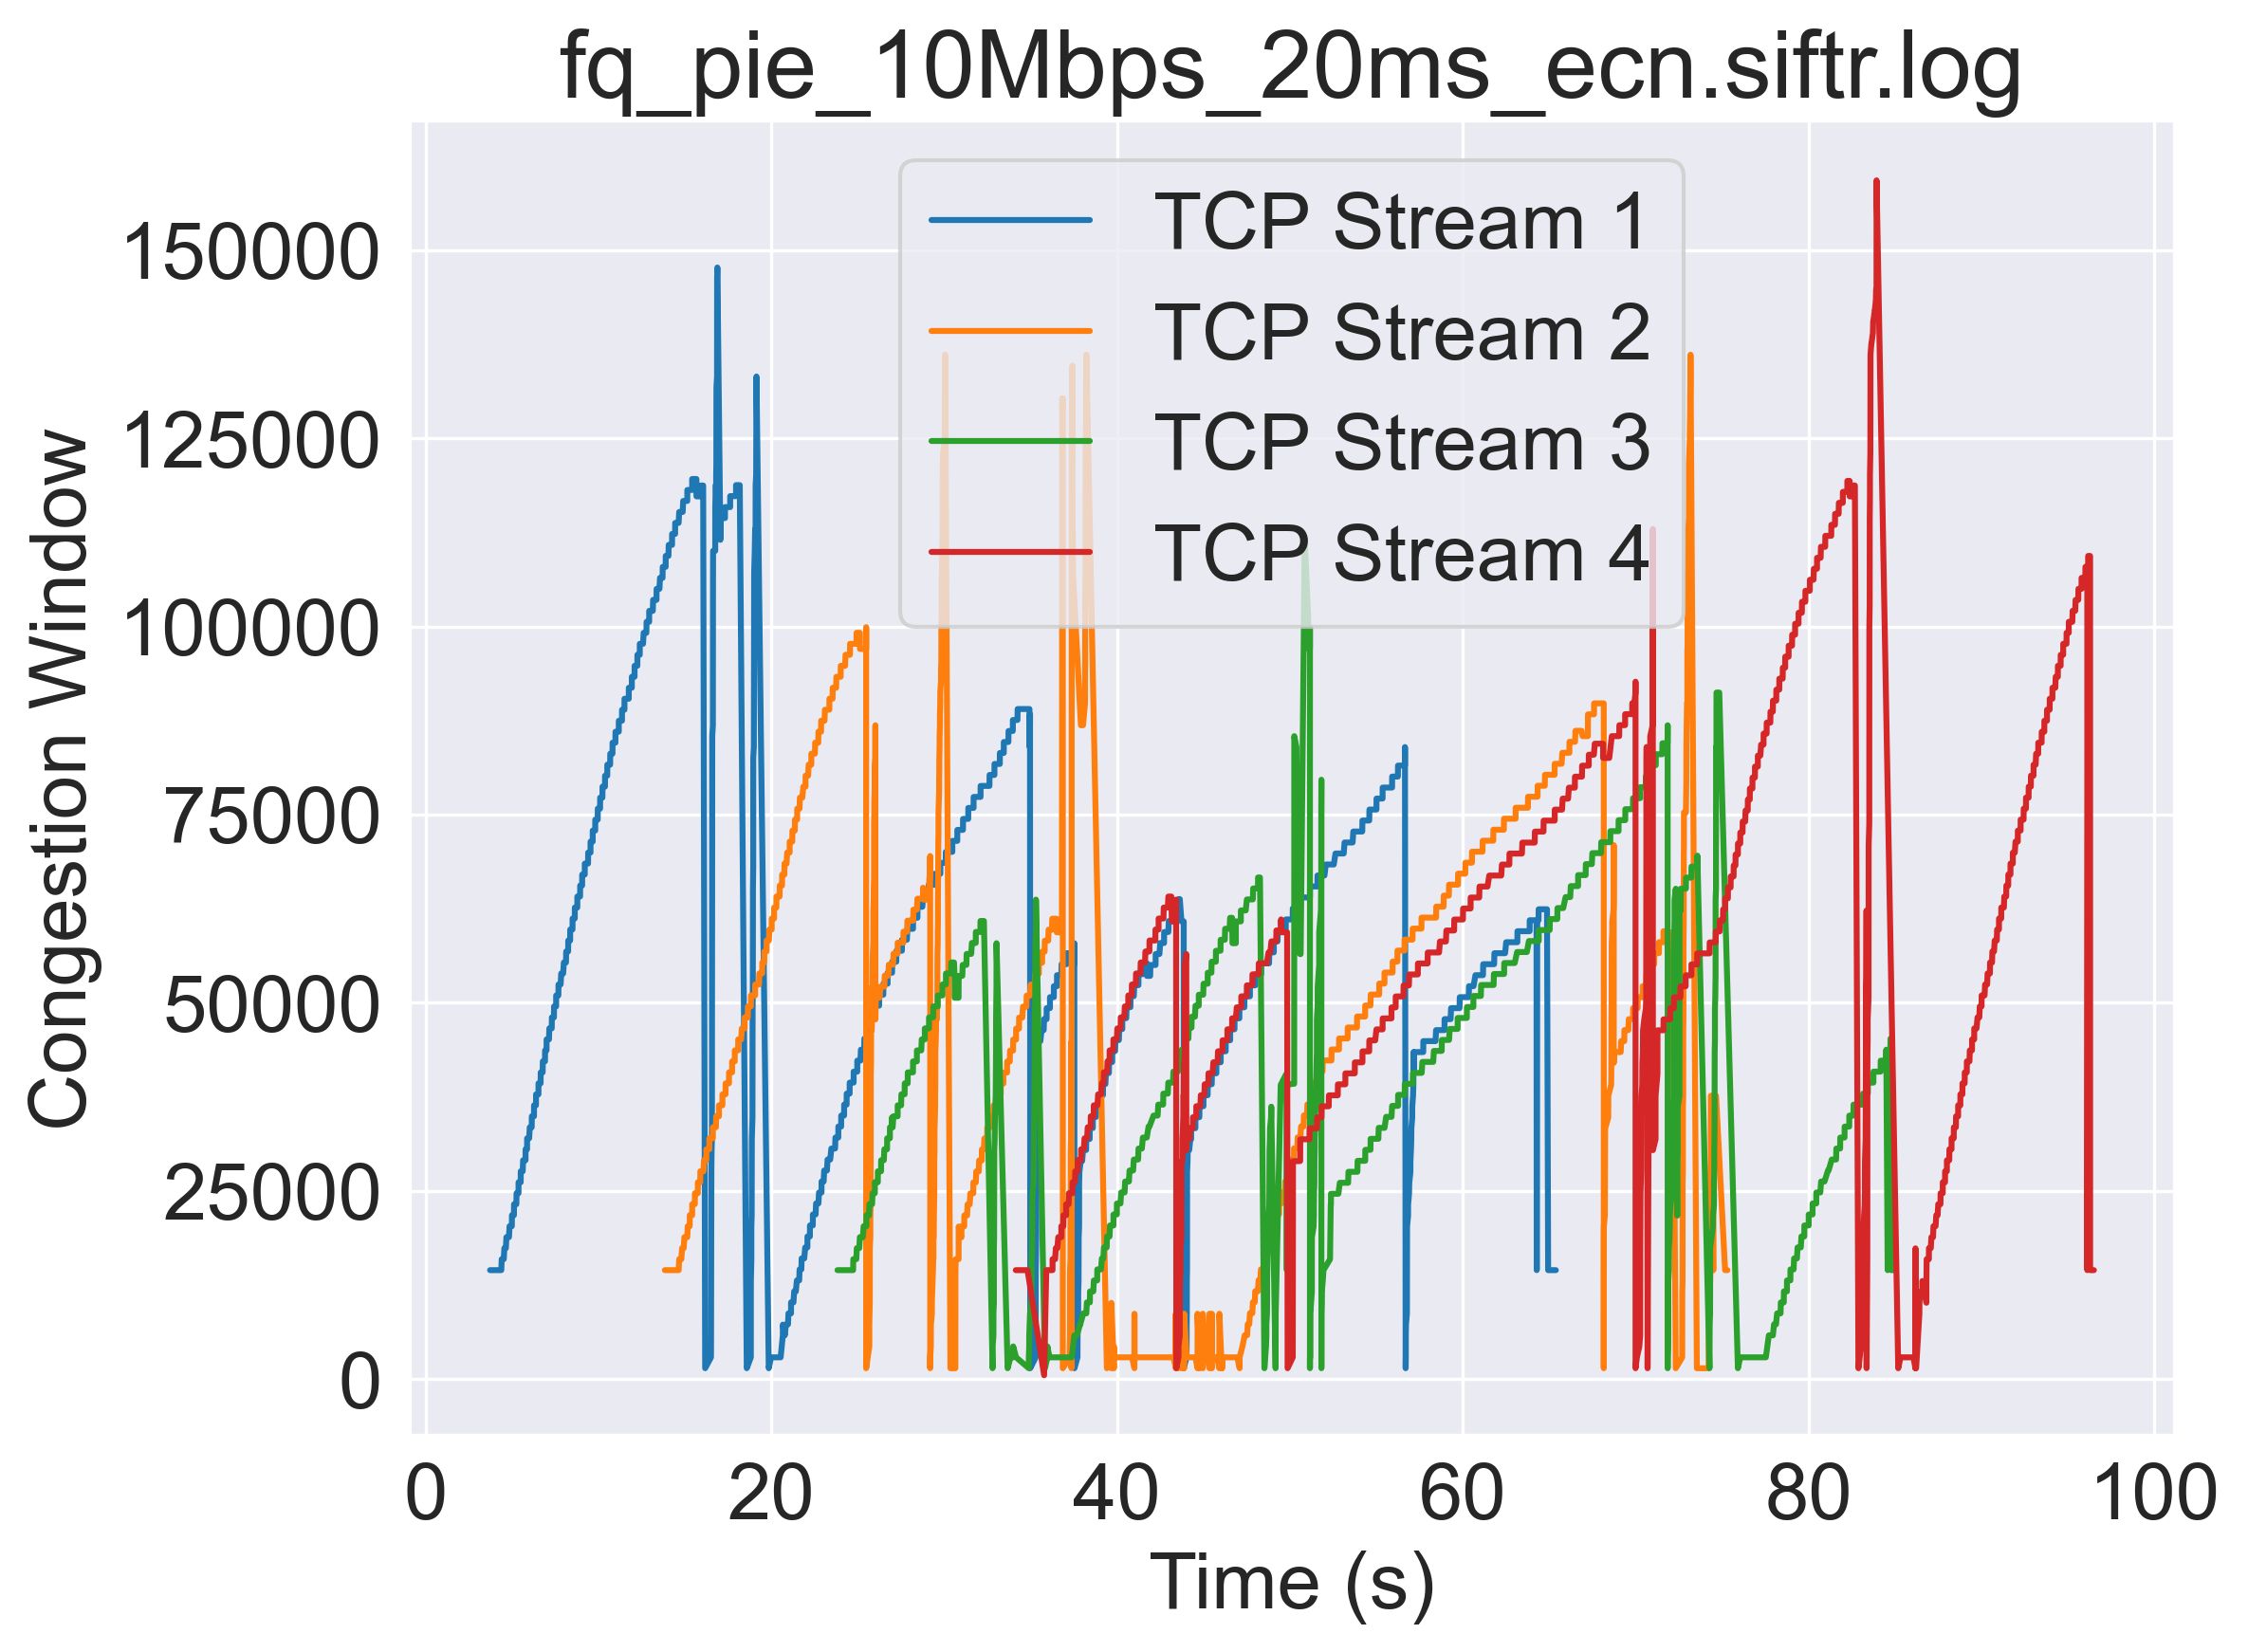 fq_pie_10Mbps_20ms_ecn.siftr.log
TCP Stream 1
TCP Stream 2
TCP Stream 3
TCP Stream 4
Congestion Window
150000
125000
100000
75000
50000
25000
0
0 20 40 60 80 100
Time (s)